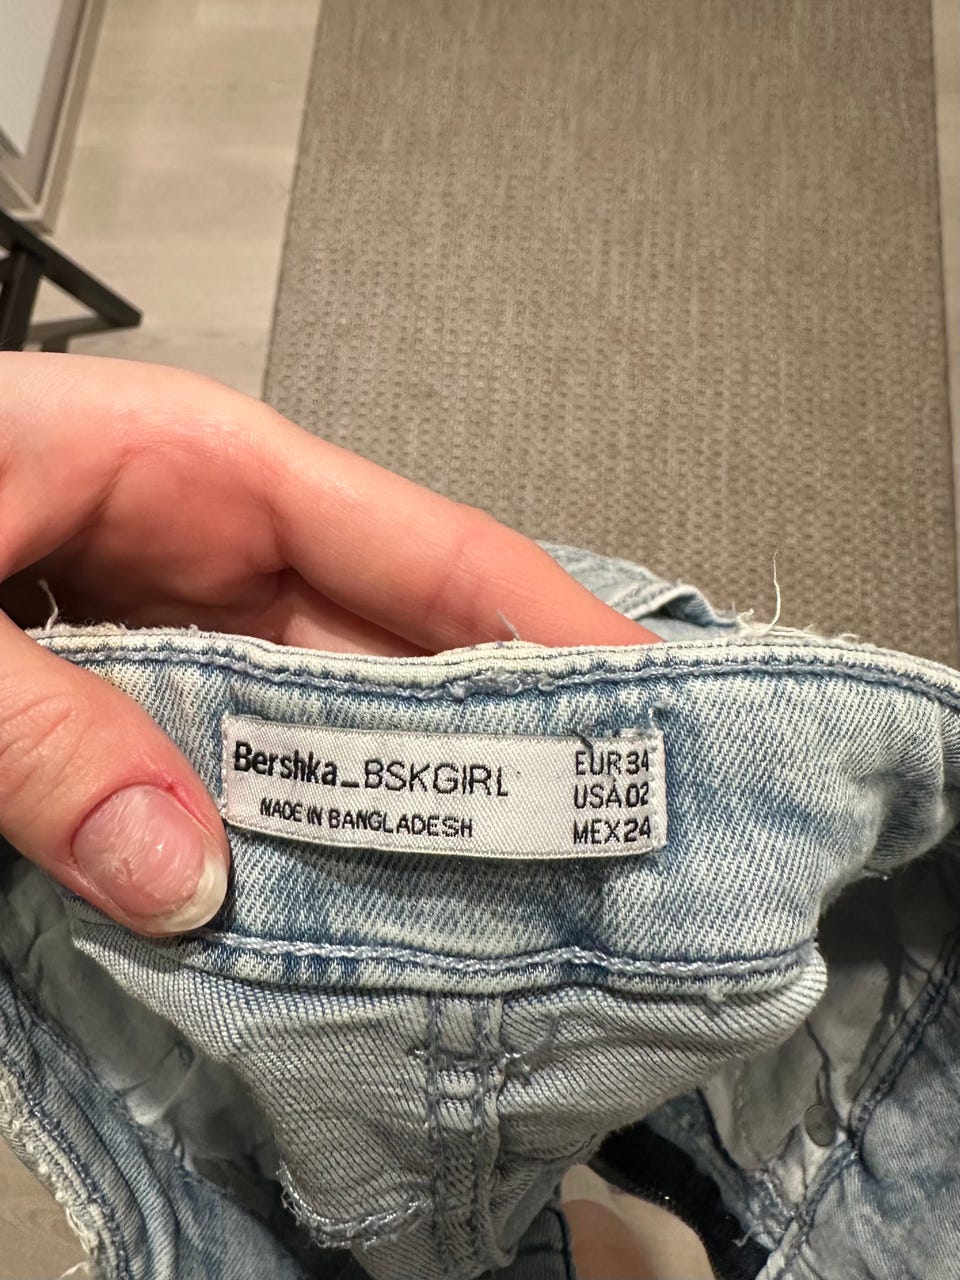 Bershka_BSKGIRL
MADE IN BANGLADESH
EUR 34
USA 02
MEX 24